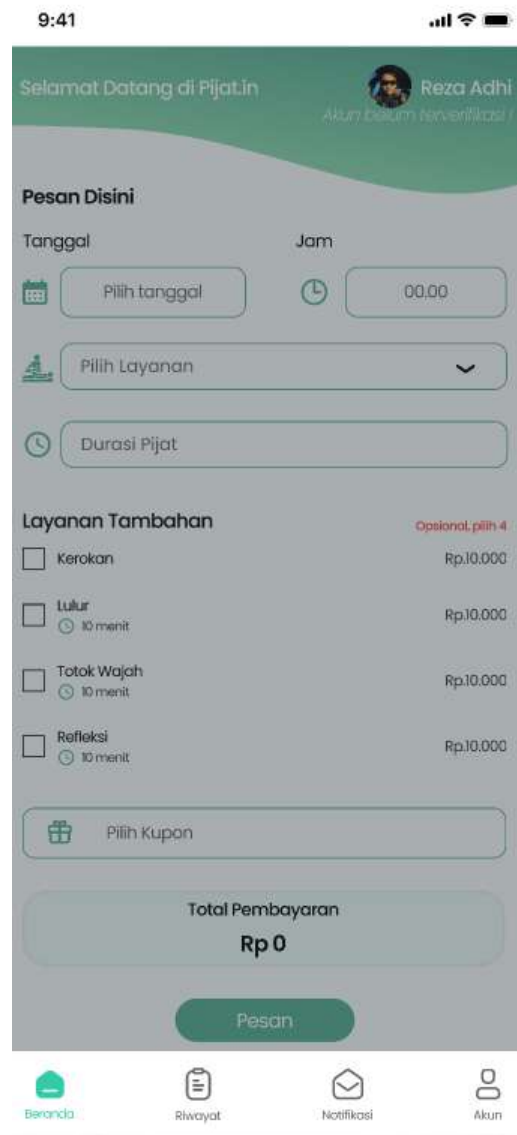 9:41
Selamat Datang di Pijat.in
Reza Adhi
Akun belum terverifikasi !
Pesan Disini
Tanggal Jam
Pilih tanggal 00.00
Pilih Layanan
Durasi Pijat
Layanan Tambahan Opsional, pilih 4
Kerokan Rp.10.000
Lulur
10 menit Rp.10.000
Totok Wajah
10 menit Rp.10.000
Refleksi
10 menit Rp.10.000
Pilih Kupon
Total Pembayaran
Rp 0
Pesan
Beranda Riwayat Notifikasi Akun